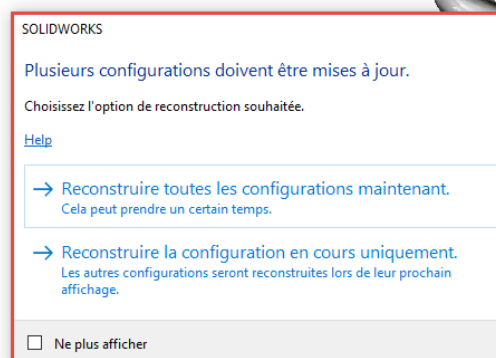 SOLIDWORKS
Plusieurs configurations doivent être mises à jour.
Choisissez l'option de reconstruction souhaitée.
Help
Reconstruire toutes les configurations maintenant.
Cela peut prendre un certain temps.
Reconstruire la configuration en cours uniquement.
Les autres configurations seront reconstruites lors de leur prochain
affichage.
Ne plus afficher